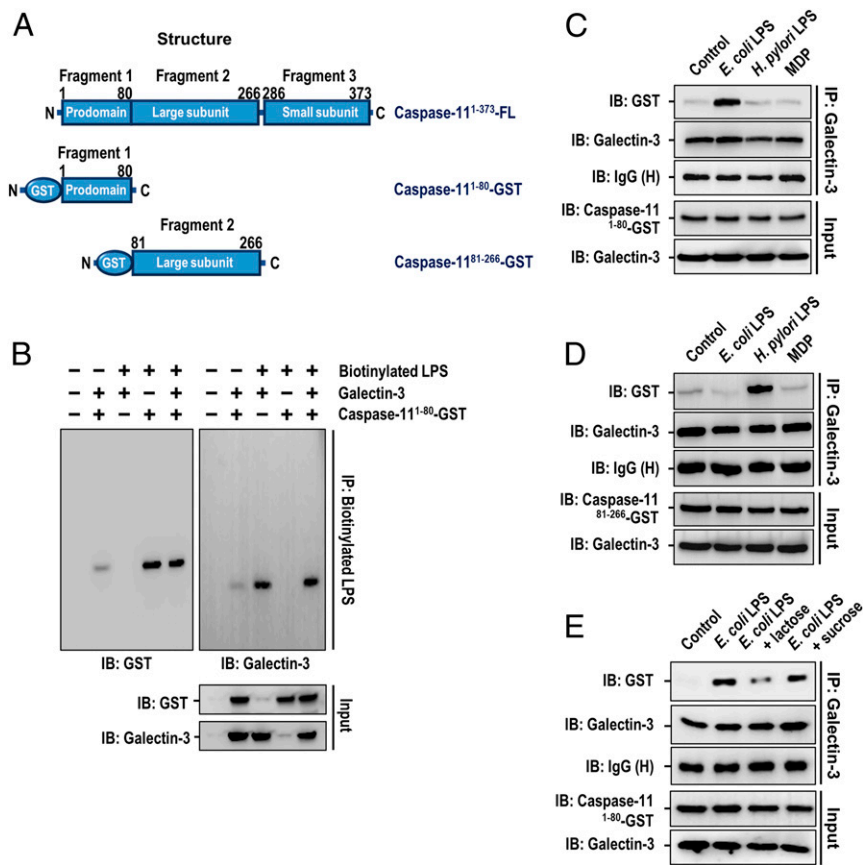 A
Structure
Fragment 1 Fragment 2 Fragment 3
1 80 266 286 373
N Prodomain Large subunit Small subunit C Caspase-11¹⁻³⁷³-FL
Fragment 1
1 80
N GST Prodomain C Caspase-11¹⁻⁸⁰-GST
Fragment 2
81 266
N GST Large subunit C Caspase-11⁸¹⁻²⁶⁶-GST
B
− − + + + − − + + + Biotinylated LPS
− + + − + − + + − + Galectin-3
− + − + + − + − + + Caspase-11¹⁻⁸⁰-GST
IP: Biotinylated LPS
IB: GST IB: Galectin-3
IB: GST
IB: Galectin-3
Input
C
Control E. coli LPS H. pylori LPS MDP
IB: GST
IB: Galectin-3
IB: IgG (H)
IP: Galectin-3
IB: Caspase-11
1-80-GST
IB: Galectin-3
Input
D
Control E. coli LPS H. pylori LPS MDP
IB: GST
IB: Galectin-3
IB: IgG (H)
IP: Galectin-3
IB: Caspase-11
81-266-GST
IB: Galectin-3
Input
E
Control E. coli LPS E. coli LPS + lactose E. coli LPS + sucrose
IB: GST
IB: Galectin-3
IB: IgG (H)
IP: Galectin-3
IB: Caspase-11
1-80-GST
IB: Galectin-3
Input